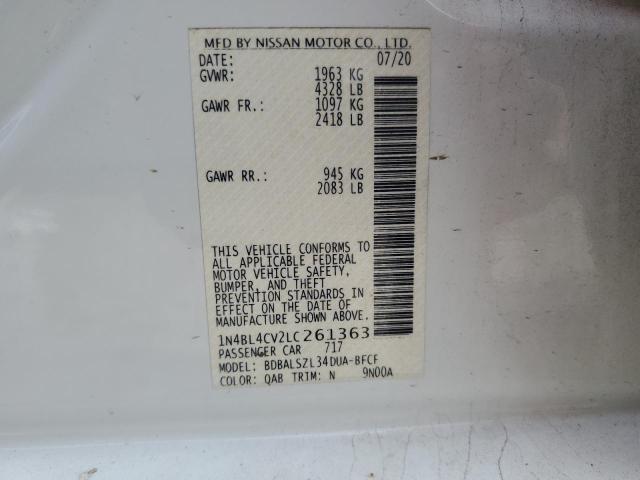 MFD BY NISSAN MOTOR CO., LTD.
DATE: 07/20
GVWR: 1963 KG
4328 LB
GAWR FR.: 1097 KG
2418 LB
GAWR RR.: 945 KG
2083 LB
THIS VEHICLE CONFORMS TO
ALL APPLICABLE FEDERAL
MOTOR VEHICLE SAFETY,
BUMPER, AND THEFT
PREVENTION STANDARDS IN
EFFECT ON THE DATE OF
MANUFACTURE SHOWN ABOVE.
1N4BL4CV2LC261363
PASSENGER CAR 717
MODEL: BDBALSZL34DUA-BFCF
COLOR: QAB TRIM: N 9N00A